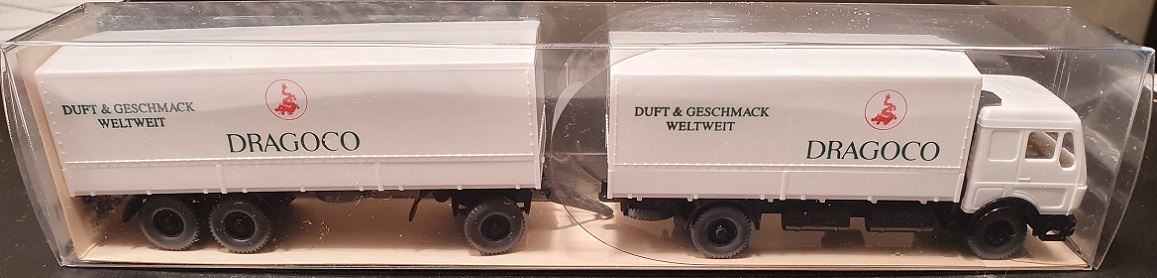 DUFT & GESCHMACK
WELTWEIT
DRAGOCO
DUFT & GESCHMACK
WELTWEIT
DRAGOCO